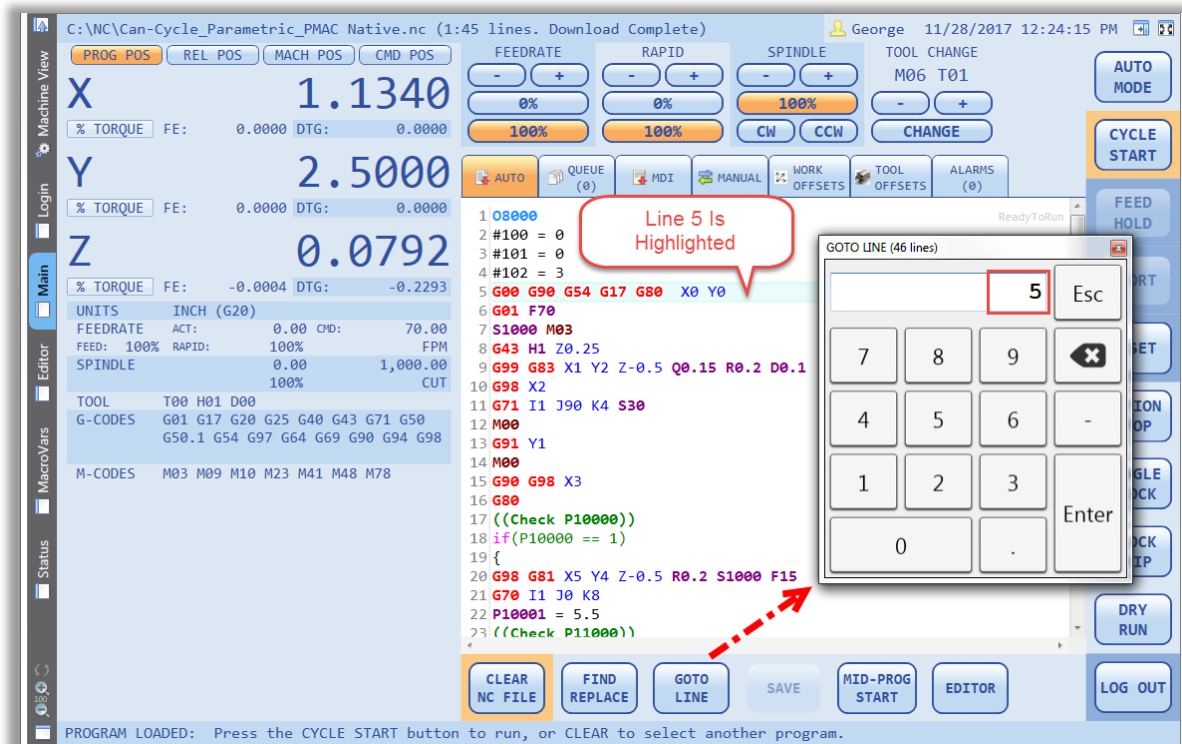 C:\NC\Can-Cycle_Parametric_PMAC Native.nc (1:45 lines. Download Complete)
George 11/28/2017 12:24:15 PM
Machine View
Login
Main
Editor
MacroVars
Status
100
PROG POS REL POS MACH POS CMD POS
X 1.1340
% TORQUE FE: 0.0000 DTG: 0.0000
Y 2.5000
% TORQUE FE: 0.0000 DTG: 0.0000
Z 0.0792
% TORQUE FE: -0.0004 DTG: -0.2293
UNITS INCH (G20)
FEEDRATE ACT: 0.00 CMD: 70.00
FEED: 100% RAPID: 100% FPM
SPINDLE 0.00 1,000.00
100% CUT
TOOL T00 H01 D00
G-CODES G01 G17 G20 G25 G40 G43 G71 G50
G50.1 G54 G97 G64 G69 G90 G94 G98
M-CODES M03 M09 M10 M23 M41 M48 M78
FEEDRATE RAPID SPINDLE TOOL CHANGE
- + - + - + M06 T01
0% 0% 100% - +
100% 100% CW CCW CHANGE
AUTO
QUEUE
(0)
MDI
MANUAL
WORK
OFFSETS
TOOL
OFFSETS
ALARMS
(0)
ReadyToRun
Line 5 Is
Highlighted
1 O8000
2 #100 = 0
3 #101 = 0
4 #102 = 3
5 G00 G90 G54 G17 G80 X0 Y0
6 G01 F70
7 S1000 M03
8 G43 H1 Z0.25
9 G99 G83 X1 Y2 Z-0.5 Q0.15 R0.2 D0.1
10 G98 X2
11 G71 I1 J90 K4 S30
12 M00
13 G91 Y1
14 M00
15 G90 G98 X3
16 G80
17 ((Check P10000))
18 if(P10000 == 1)
19 {
20 G98 G81 X5 Y4 Z-0.5 R0.2 S1000 F15
21 G70 I1 J0 K8
22 P10001 = 5.5
23 ((Check P11000))
GOTO LINE (46 lines)
5 Esc
7 8 9
4 5 6 -
1 2 3
Enter
0 .
AUTO
MODE
CYCLE
START
FEED
HOLD
DRY
RUN
LOG OUT
CLEAR
NC FILE
FIND
REPLACE
GOTO
LINE
SAVE
MID-PROG
START
EDITOR
PROGRAM LOADED: Press the CYCLE START button to run, or CLEAR to select another program.